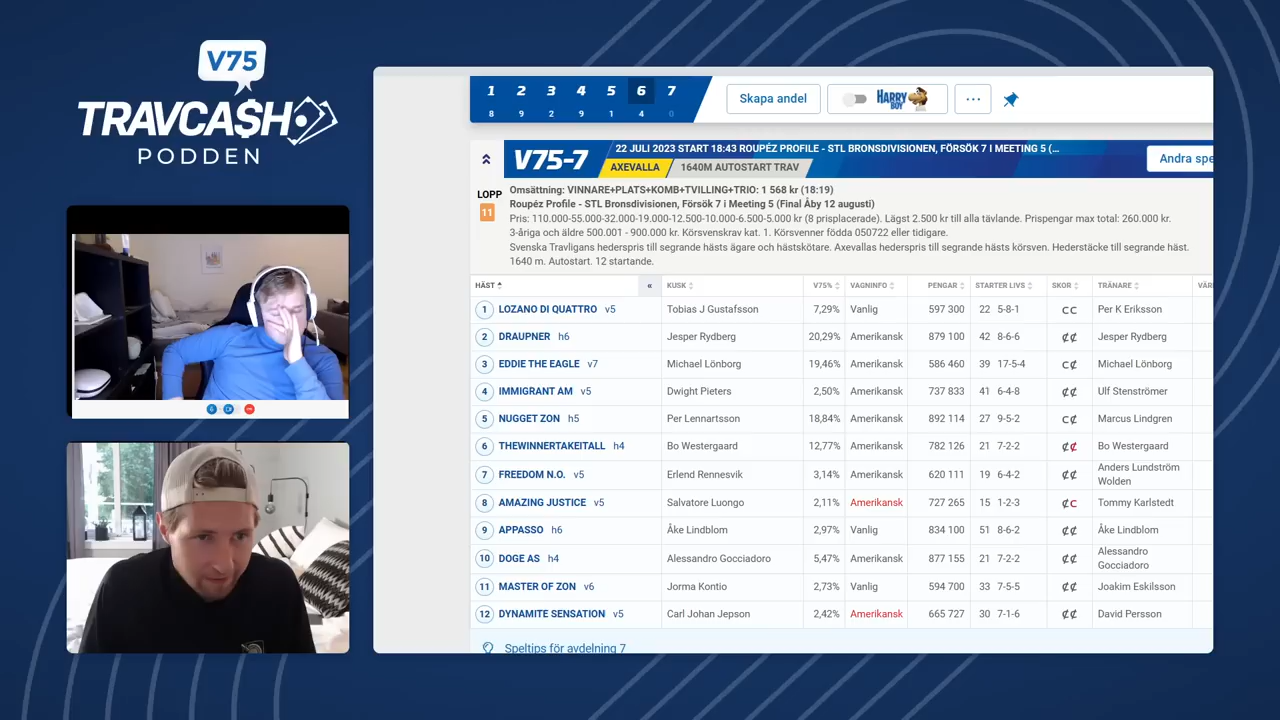 V75
TRAVCA$H
PODDEN
1 2 3 4 5 6 7
8 9 2 9 1 4 0
Skapa andel
HARRY BOY
...
V75-7
22 JULI 2023 START 18:43 ROUPÉZ PROFILE - STL BRONSDIVISIONEN, FÖRSÖK 7 I MEETING 5 (...
AXEVALLA 1640M AUTOSTART TRAV
Andra spe
LOPP
11
Omsättning: VINNARE+PLATS+KOMB+TVILLING+TRIO: 1 568 kr (18:19)
Roupéz Profile - STL Bronsdivisionen, Försök 7 i Meeting 5 (Final Åby 12 augusti)
Pris: 110.000-55.000-32.000-19.000-12.500-10.000-6.500-5.000 kr (8 prisplacerade). Lägst 2.500 kr till alla tävlande. Prispengar max total: 260.000 kr.
3-åriga och äldre 500.001 - 900.000 kr. Körsvenskrav kat. 1. Körsvenner födda 050722 eller tidigare.
Svenska Travligans hederspris till segrande hästs ägare och hästskötare. Axevallas hederspris till segrande hästs körsven. Hederstäcke till segrande häst.
1640 m. Autostart. 12 startande.
HÄST « KUSK V75% VAGNINFO PENGAR STARTER LIVS SKOR TRÄNARE VÄR
1 LOZANO DI QUATTRO v5 Tobias J Gustafsson 7,29% Vanlig 597 300 22 5-8-1 CC Per K Eriksson
2 DRAUPNER h6 Jesper Rydberg 20,29% Amerikansk 879 100 42 8-6-6 ȻȻ Jesper Rydberg
3 EDDIE THE EAGLE v7 Michael Lönborg 19,46% Amerikansk 586 460 39 17-5-4 CȻ Michael Lönborg
4 IMMIGRANT AM v5 Dwight Pieters 2,50% Amerikansk 737 833 41 6-4-8 ȻȻ Ulf Stenströmer
5 NUGGET ZON h5 Per Lennartsson 18,84% Amerikansk 892 114 27 9-5-2 CȻ Marcus Lindgren
6 THEWINNERTAKEITALL h4 Bo Westergaard 12,77% Amerikansk 782 126 21 7-2-2 ȻȻ Bo Westergaard
7 FREEDOM N.O. v5 Erlend Rennesvik 3,14% Amerikansk 620 111 19 6-4-2 ȻȻ Anders Lundström Wolden
8 AMAZING JUSTICE v5 Salvatore Luongo 2,11% Amerikansk 727 265 15 1-2-3 ȻC Tommy Karlstedt
9 APPASSO h6 Åke Lindblom 2,97% Vanlig 834 100 51 8-6-2 ȻȻ Åke Lindblom
10 DOGE AS h4 Alessandro Gocciadoro 5,47% Amerikansk 877 155 21 7-2-2 ȻȻ Alessandro Gocciadoro
11 MASTER OF ZON v6 Jorma Kontio 2,73% Vanlig 594 700 33 7-5-5 ȻȻ Joakim Eskilsson
12 DYNAMITE SENSATION v5 Carl Johan Jepson 2,42% Amerikansk 665 727 30 7-1-6 ȻȻ David Persson
Speltips för avdelning 7